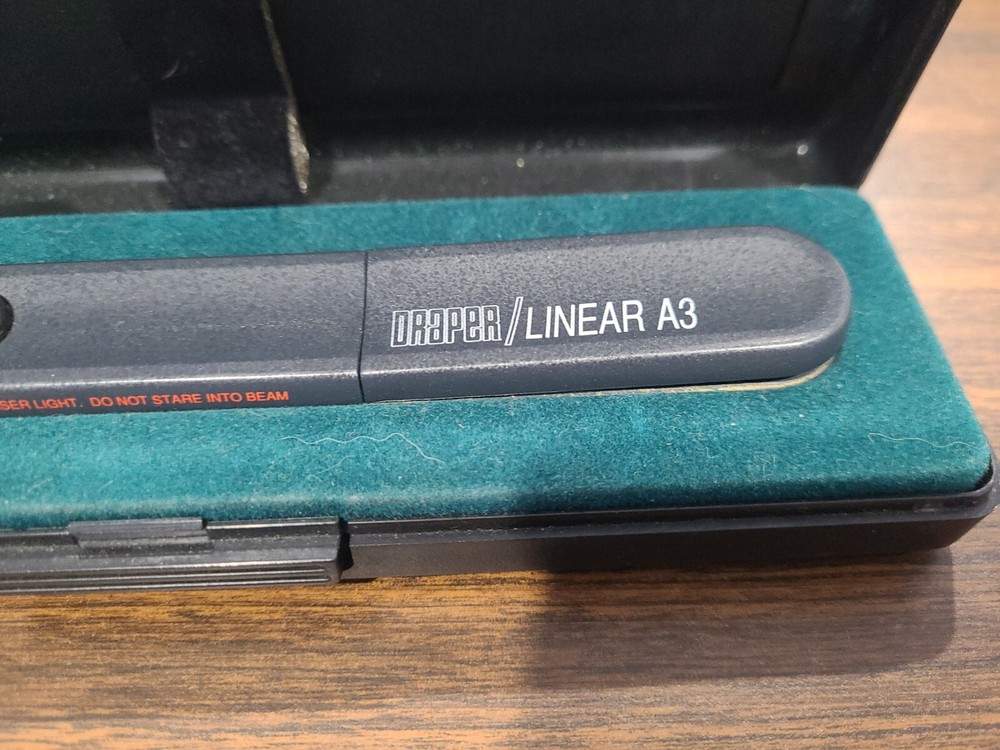 DRAPER/LINEAR A3
SER LIGHT. DO NOT STARE INTO BEAM